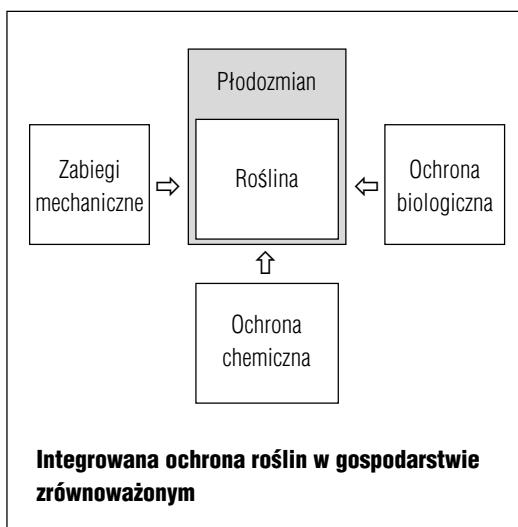 Płodozmian
Zabiegi
mechaniczne
Roślina
Ochrona
biologiczna
Ochrona
chemiczna
Integrowana ochrona roślin w gospodarstwie
zrównoważonym